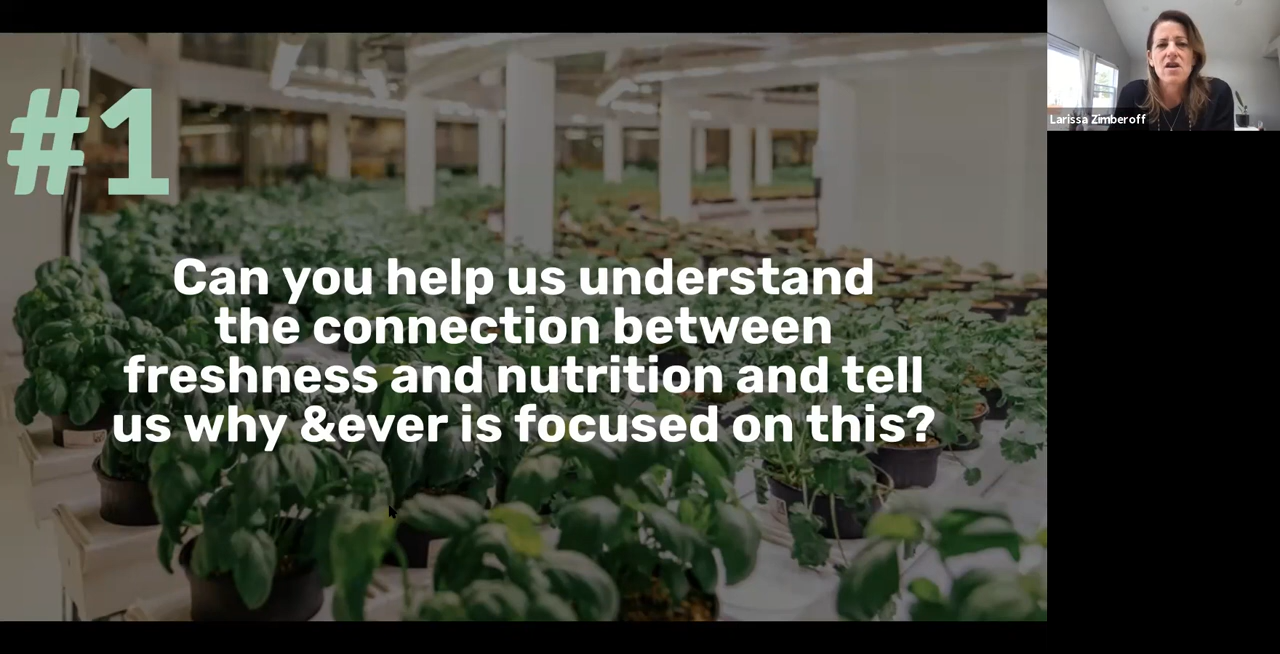 #1
Can you help us understand
the connection between
freshness and nutrition and tell
us why &ever is focused on this?
Larissa Zimberoff